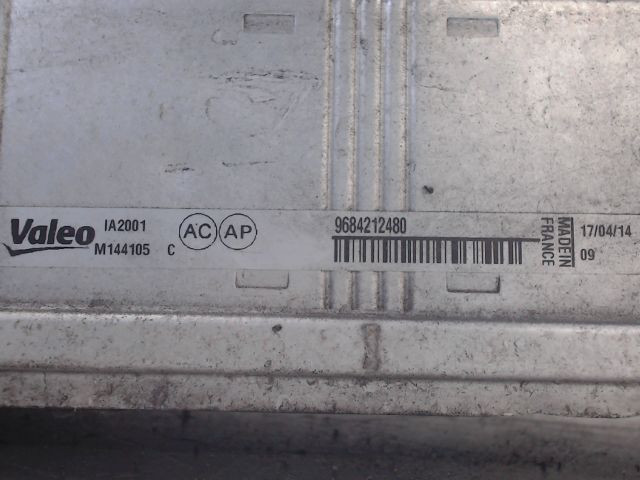 Valeo IA2001
M144105 C
AC AP
9684212480
MADE IN
FRANCE
17/04/14
09